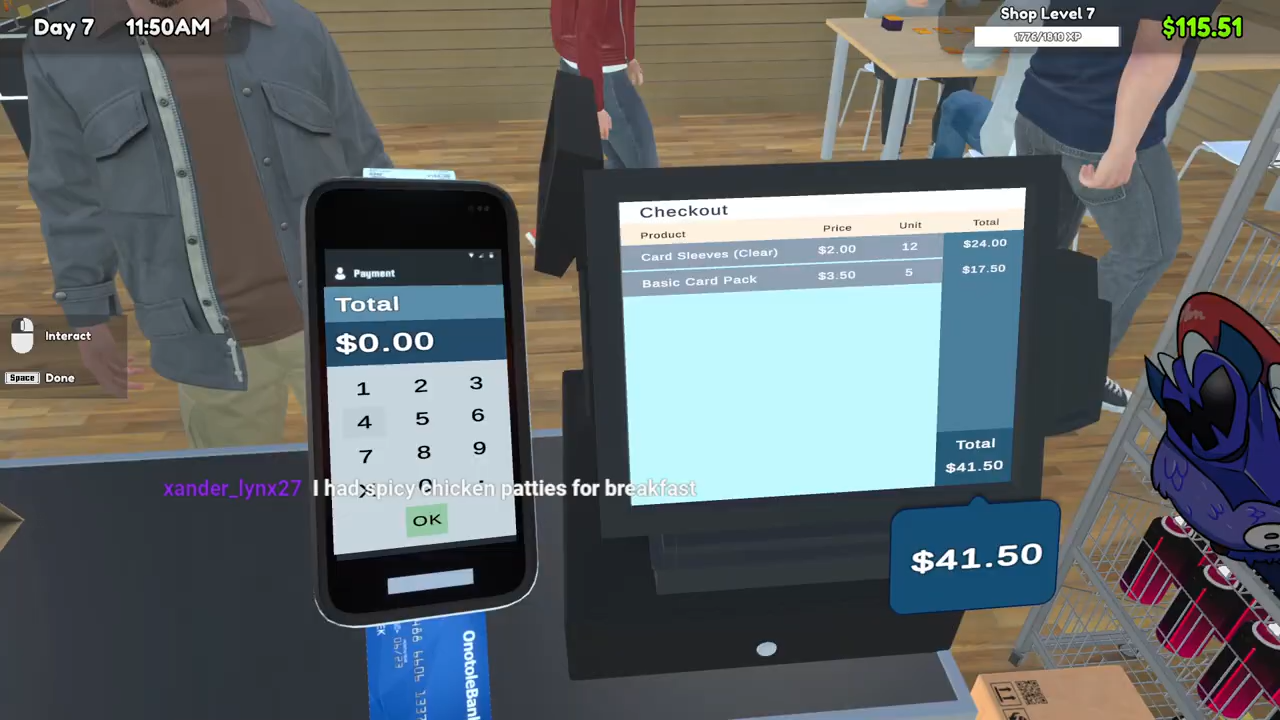 Day 7 11:50AM
Shop Level 7
1776/1810 XP
$115.51
Interact
Space Done
Payment
Total
$0.00
1 2 3
4 5 6
7 8 9
X 0 .
OK
Checkout
Product Price Unit Total
Card Sleeves (Clear) $2.00 12 $24.00
Basic Card Pack $3.50 5 $17.50
Total
$41.50
$41.50
xander_lynx27 I had spicy chicken patties for breakfast
OnotoleBank